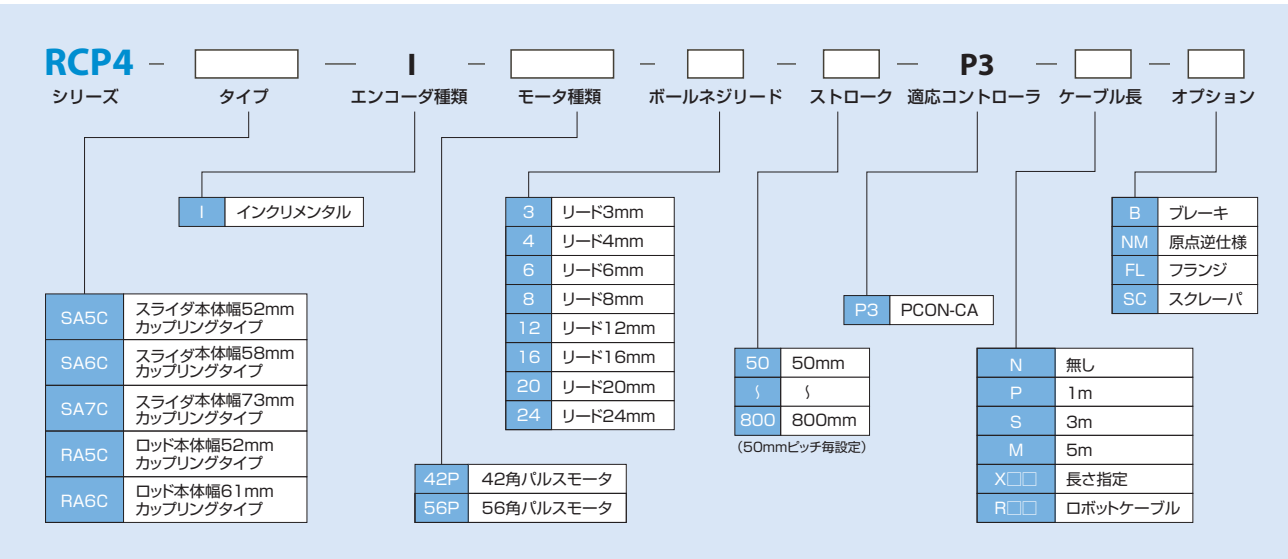 RCP4 － － I － － － － P3 － －
シリーズ タイプ エンコーダ種類 モータ種類 ボールネジリード ストローク 適応コントローラ ケーブル長 オプション
I インクリメンタル
SA5C スライダ本体幅52mm
カップリングタイプ
SA6C スライダ本体幅58mm
カップリングタイプ
SA7C スライダ本体幅73mm
カップリングタイプ
RA5C ロッド本体幅52mm
カップリングタイプ
RA6C ロッド本体幅61mm
カップリングタイプ
42P 42角パルスモータ
56P 56角パルスモータ
3 リード3mm
4 リード4mm
6 リード6mm
8 リード8mm
12 リード12mm
16 リード16mm
20 リード20mm
24 リード24mm
50 50mm
〜 〜
800 800mm
（50mmピッチ毎設定）
P3 PCON-CA
N 無し
P 1m
S 3m
M 5m
X□□ 長さ指定
R□□ ロボットケーブル
B ブレーキ
NM 原点逆仕様
FL フランジ
SC スクレーパ